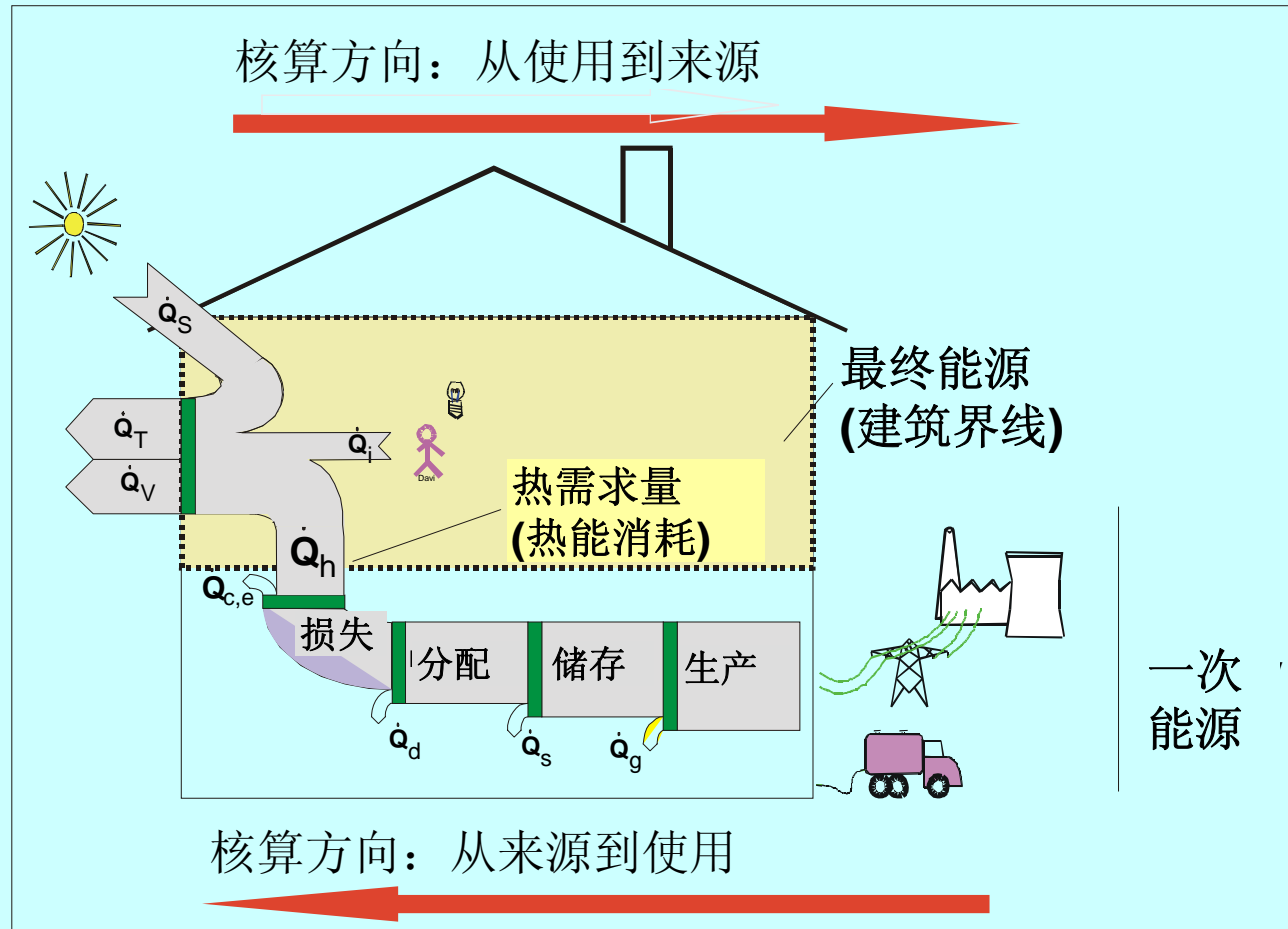 核算方向：从使用到来源
Q̇S
最终能源
(建筑界线)
Q̇T
Q̇i
Q̇V
Davi
热需求量
(热能消耗)
Q̇h
Q̇c,e
损失
分配
储存
生产
一次
能源
Q̇d
Q̇s
Q̇g
核算方向：从来源到使用